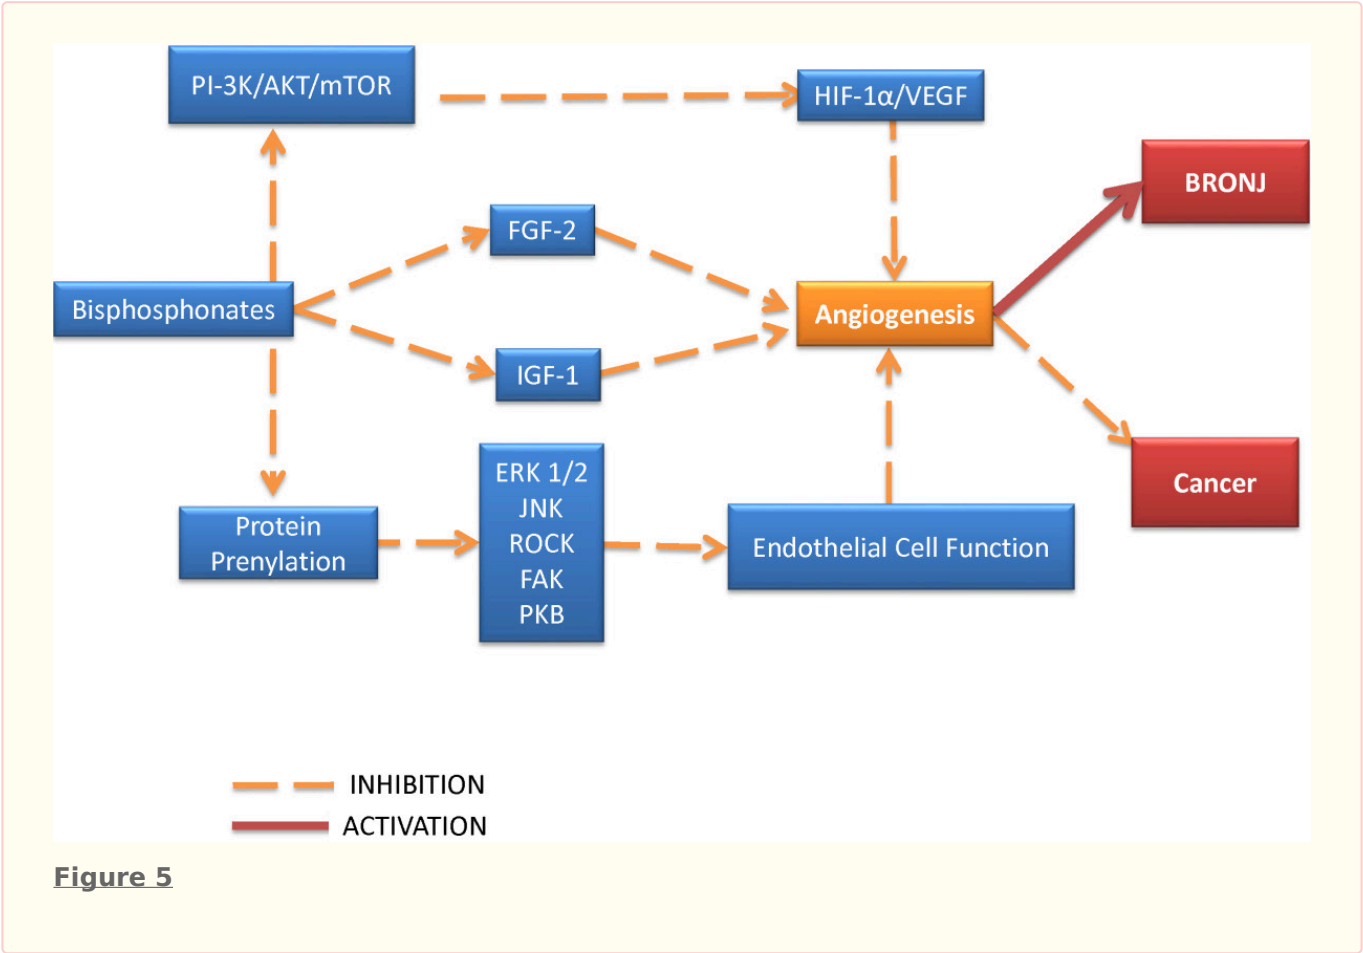 PI-3K/AKT/mTOR
HIF-1α/VEGF
BRONJ
FGF-2
Bisphosphonates
Angiogenesis
IGF-1
ERK 1/2
JNK
ROCK
FAK
PKB
Cancer
Protein
Prenylation
Endothelial Cell Function
INHIBITION
ACTIVATION
Figure 5